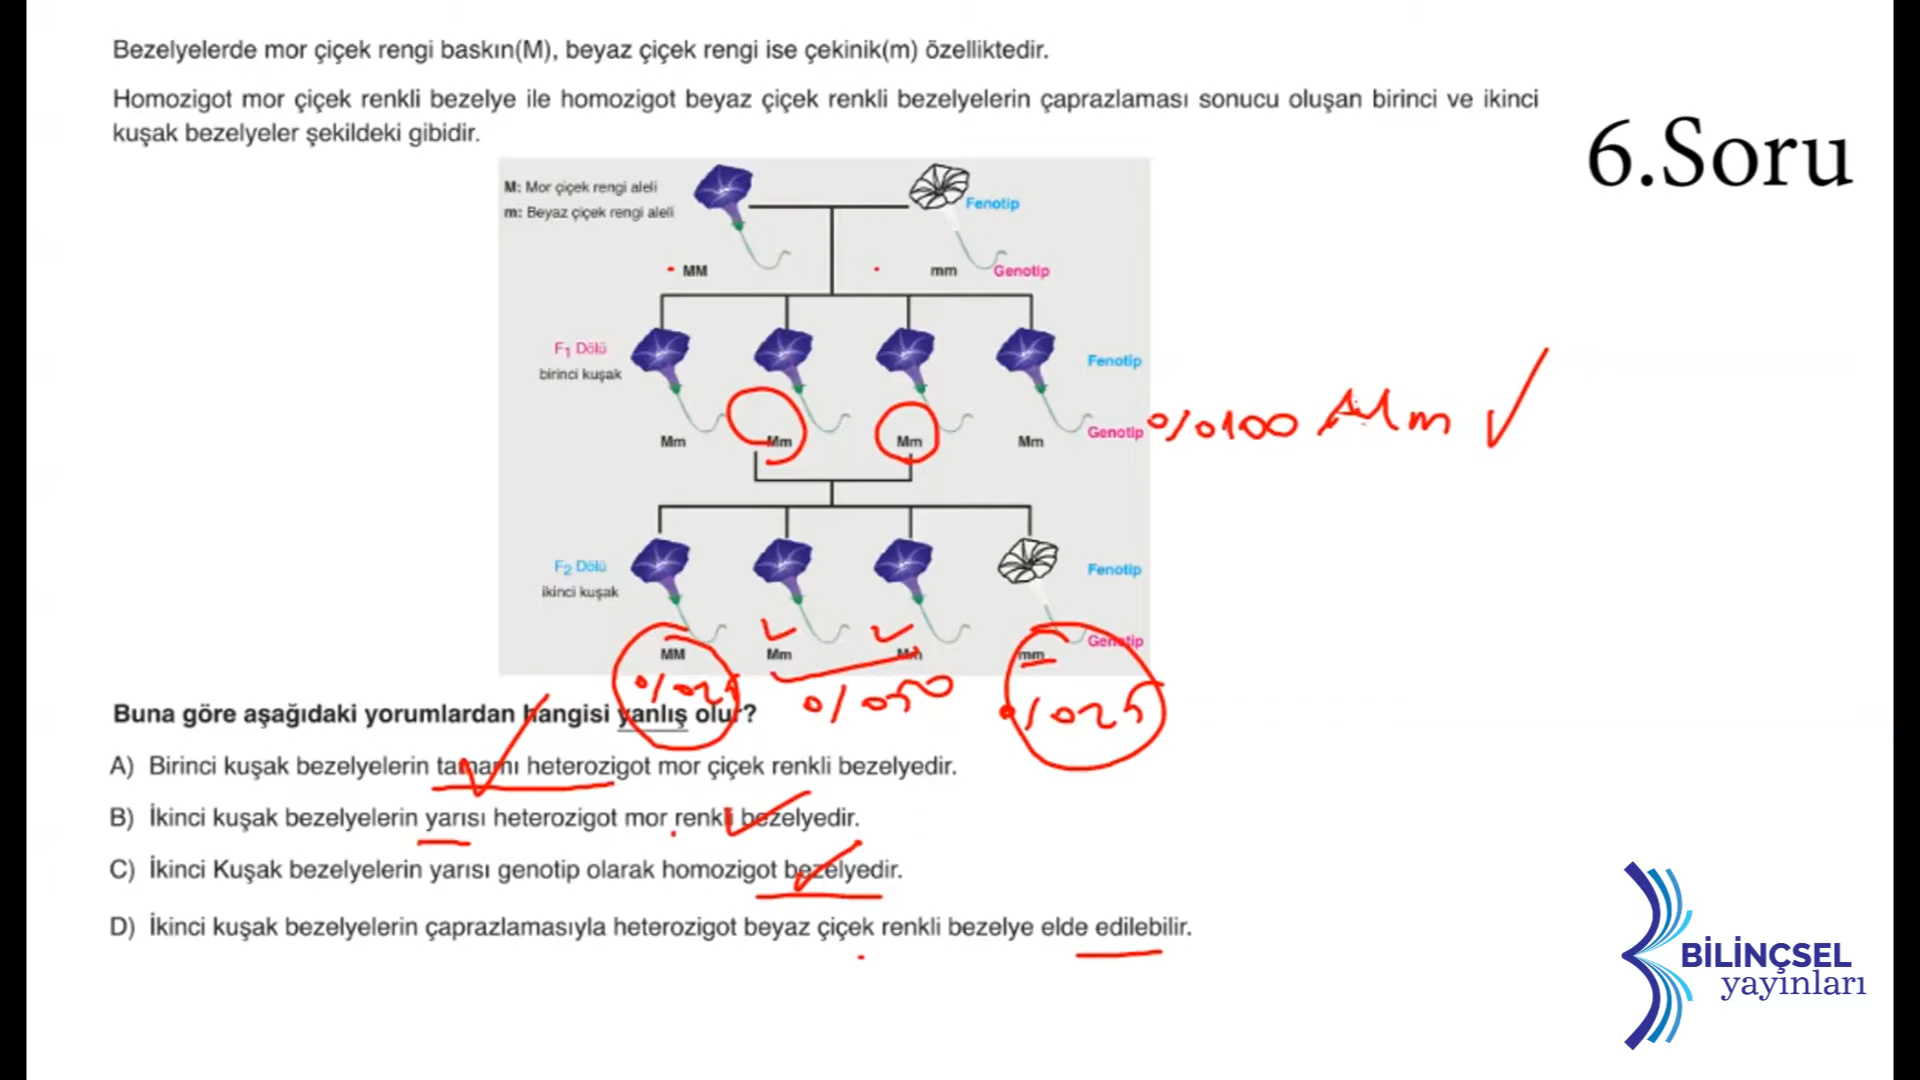 Bezelyelerde mor çiçek rengi baskın(M), beyaz çiçek rengi ise çekinik(m) özelliktedir.
Homozigot mor çiçek renkli bezelye ile homozigot beyaz çiçek renkli bezelyelerin çaprazlaması sonucu oluşan birinci ve ikinci
kuşak bezelyeler şekildeki gibidir.
6.Soru
M: Mor çiçek rengi aleli
m: Beyaz çiçek rengi aleli
Fenotip
MM mm Genotip
F1 Dölü
birinci kuşak
Fenotip
Mm Mm Mm Mm Genotip
%100 Mm
F2 Dölü
ikinci kuşak
Fenotip
Genotip
MM Mm Mm mm
%25 %50 %25
Buna göre aşağıdaki yorumlardan hangisi yanlış olur?
A) Birinci kuşak bezelyelerin tamamı heterozigot mor çiçek renkli bezelyedir.
B) İkinci kuşak bezelyelerin yarısı heterozigot mor renkli bezelyedir.
C) İkinci Kuşak bezelyelerin yarısı genotip olarak homozigot bezelyedir.
D) İkinci kuşak bezelyelerin çaprazlamasıyla heterozigot beyaz çiçek renkli bezelye elde edilebilir.
BİLİNÇSEL
yayınları